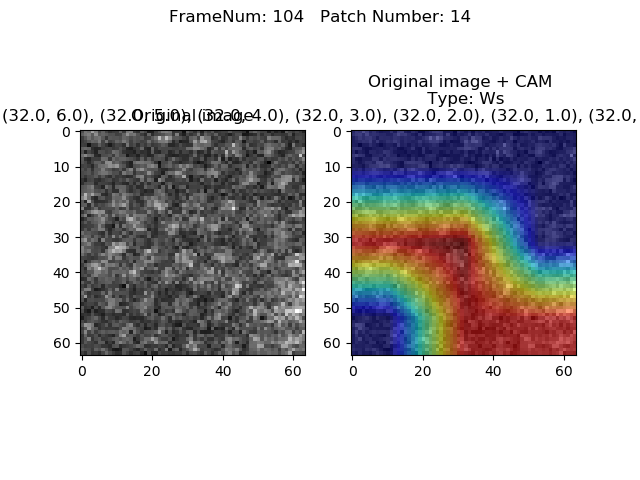 FrameNum: 104   Patch Number: 14
Original image + CAM
Type: Ws
(32.0, 6.0), (32.0, 5.0), (32.0, 4.0), (32.0, 3.0), (32.0, 2.0), (32.0, 1.0), (32.0,
Original image
0
10
20
30
40
50
60
0 20 40 60
0
10
20
30
40
50
60
0 20 40 60